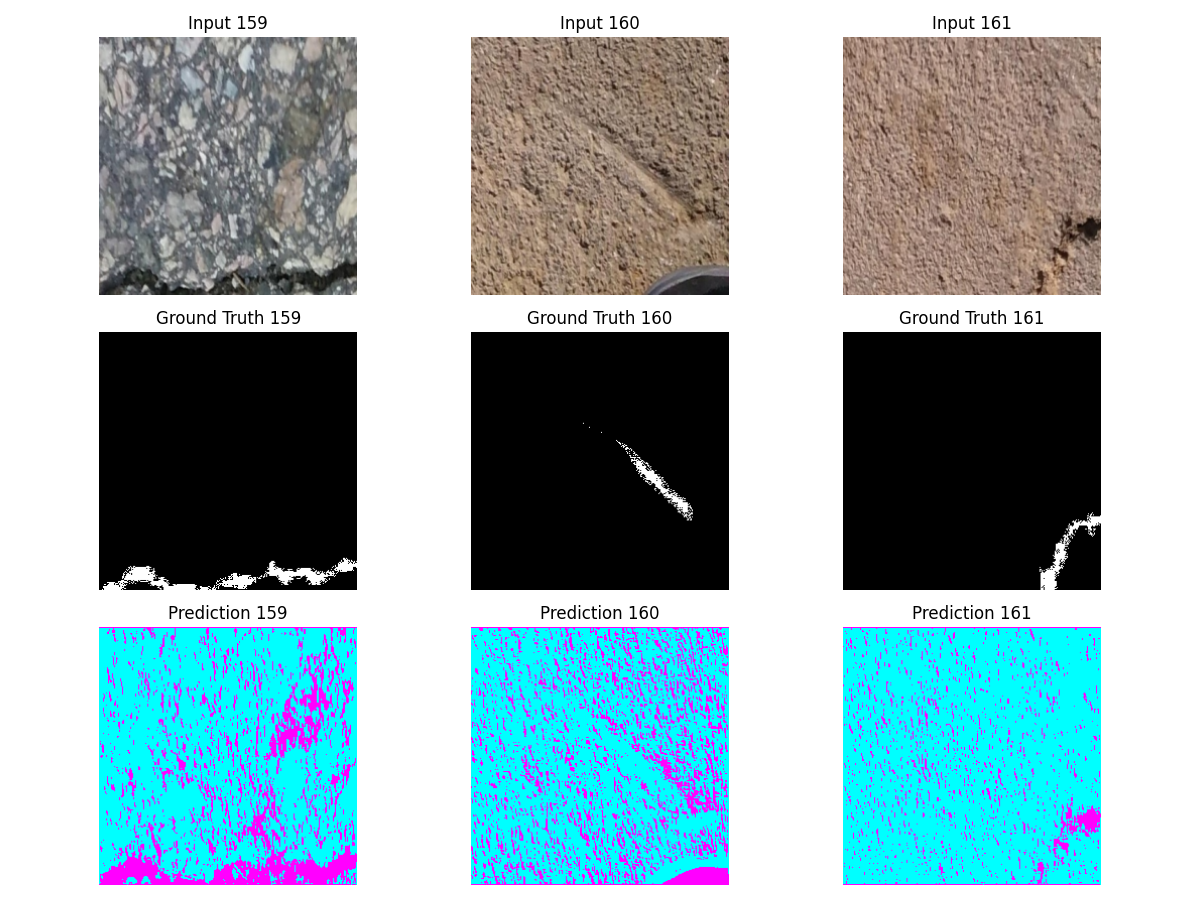 Input 159
Input 160
Input 161
Ground Truth 159
Ground Truth 160
Ground Truth 161
Prediction 159
Prediction 160
Prediction 161